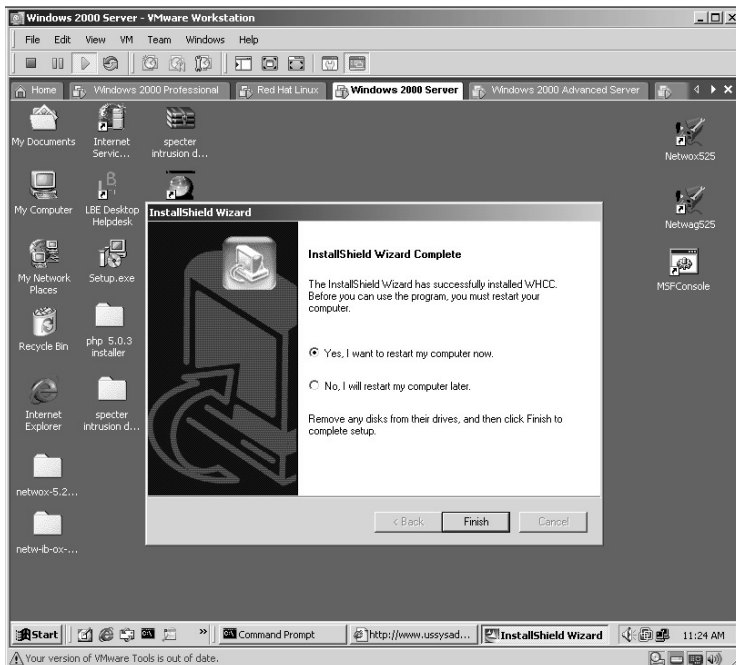 Windows 2000 Server - VMware Workstation
File Edit View VM Team Windows Help
Home Windows 2000 Professional Red Hat Linux Windows 2000 Server Windows 2000 Advanced Server
My Documents
Internet Servic...
specter intrusion d...
Netwox525
My Computer
LBE Desktop Helpdesk
Netwag525
My Network Places
Setup.exe
MSFConsole
Recycle Bin
php 5.0.3 installer
Internet Explorer
specter intrusion d...
netwox-5.2...
netw-ib-ox-...
InstallShield Wizard
InstallShield Wizard Complete
The InstallShield Wizard has successfully installed WHCC.
Before you can use the program, you must restart your
computer.
Yes, I want to restart my computer now.
No, I will restart my computer later.
Remove any disks from their drives, and then click Finish to
complete setup.
< Back Finish Cancel
Start » Command Prompt http://www.ussysad... InstallShield Wizard 11:24 AM
Your version of VMware Tools is out of date.